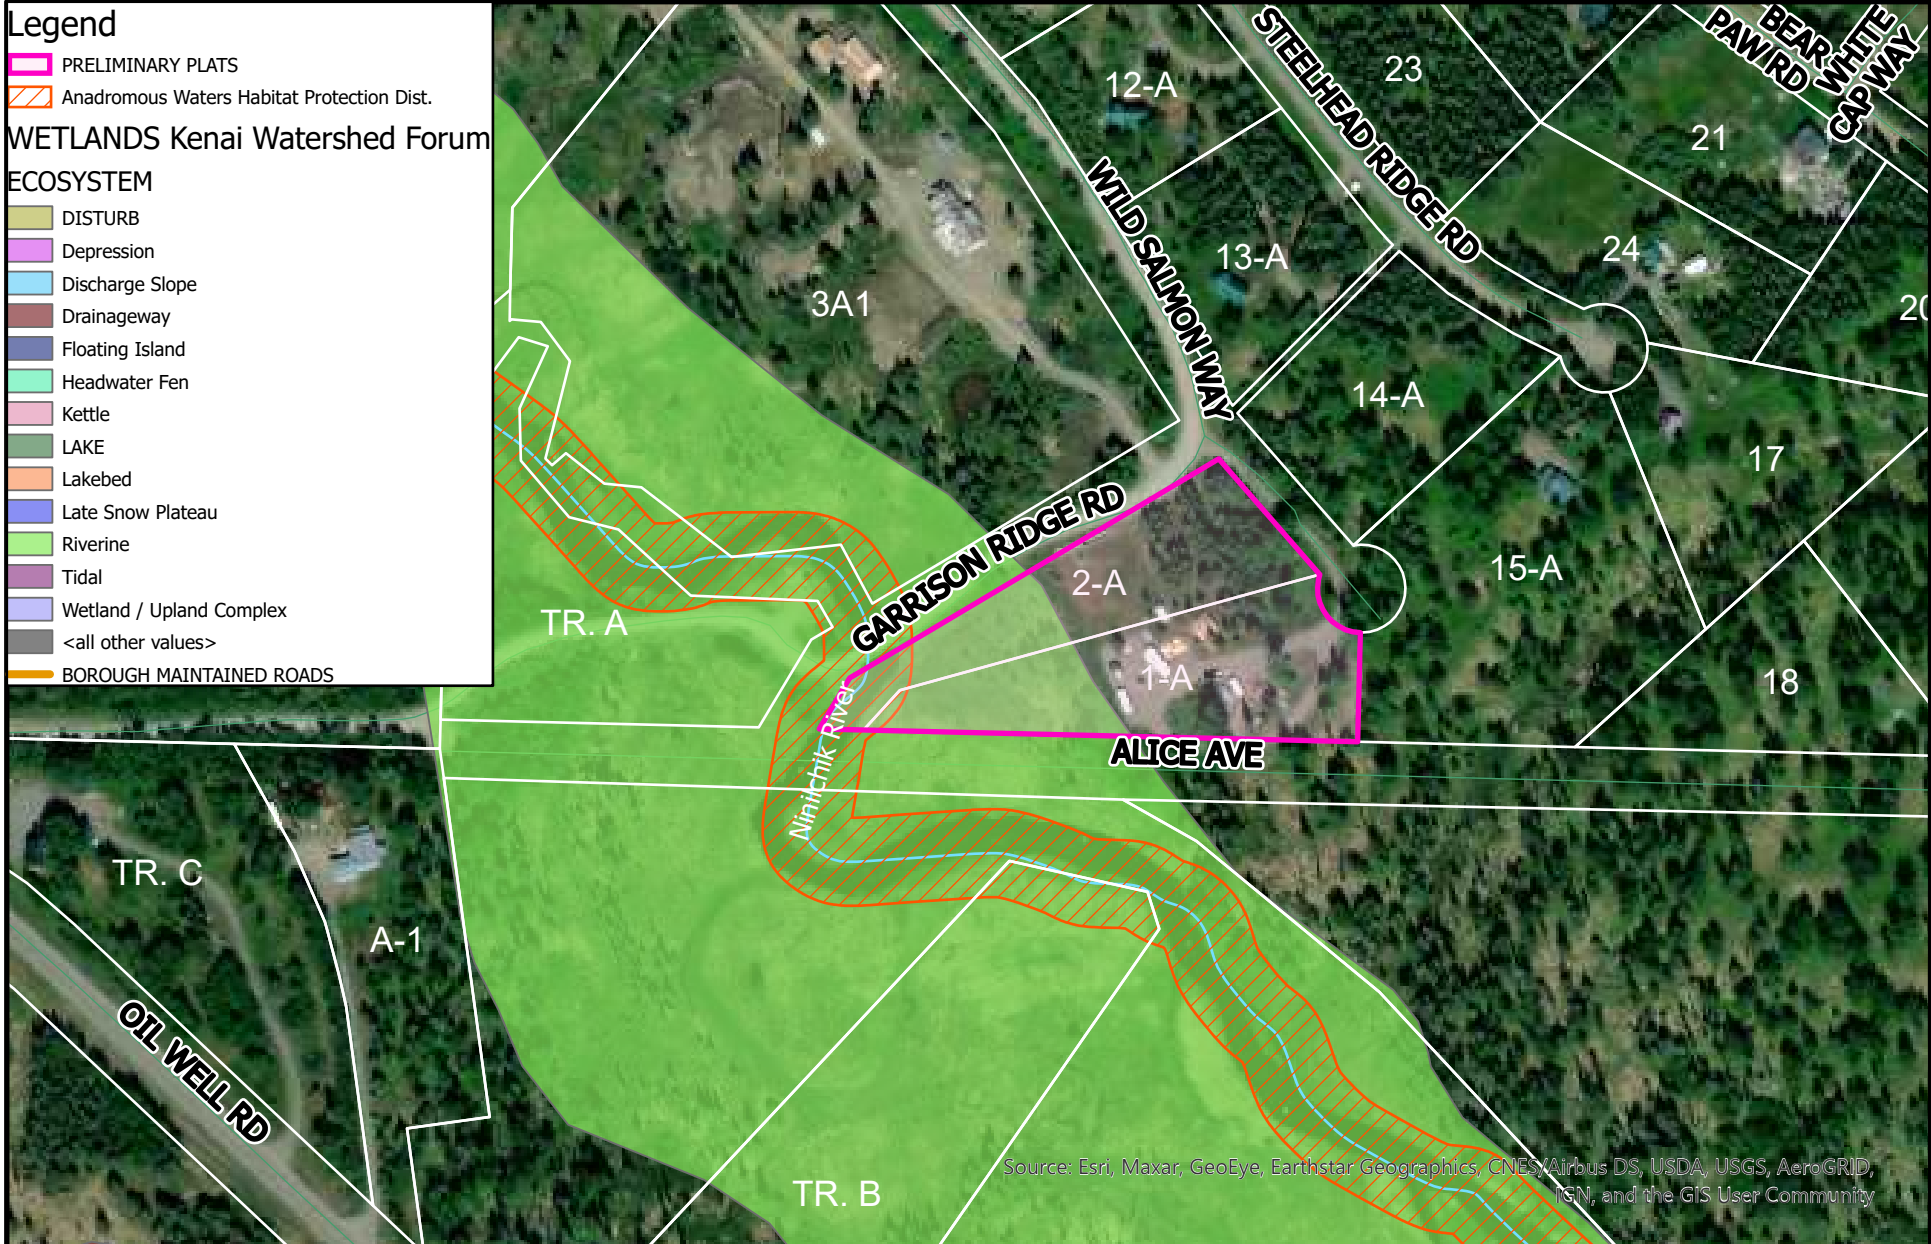 Legend
PRELIMINARY PLATS
Anadromous Waters Habitat Protection Dist.
WETLANDS Kenai Watershed Forum
ECOSYSTEM
DISTURB
Depression
Discharge Slope
Drainageway
Floating Island
Headwater Fen
Kettle
LAKE
Lakebed
Late Snow Plateau
Riverine
Tidal
Wetland / Upland Complex
<all other values>
BOROUGH MAINTAINED ROADS
STEELHEAD RIDGE RD
BEAR
PAW RD
WHITE
CAP WAY
12-A
23
21
WILD SALMON WAY
13-A
24
20
3A1
14-A
17
GARRISON RIDGE RD
2-A
15-A
TR. A
1-A
18
Ninilchik River
ALICE AVE
TR. C
A-1
OIL WELL RD
TR. B
Source: Esri, Maxar, GeoEye, Earthstar Geographics, CNES/Airbus DS, USDA, USGS, AeroGRID,
IGN, and the GIS User Community